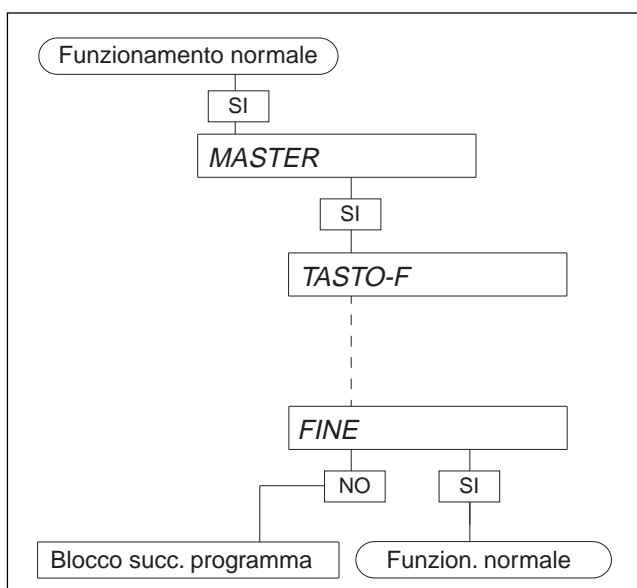 Funzionamento normale
SI
MASTER
SI
TASTO-F
FINE
NO SI
Blocco succ. programma Funzion. normale